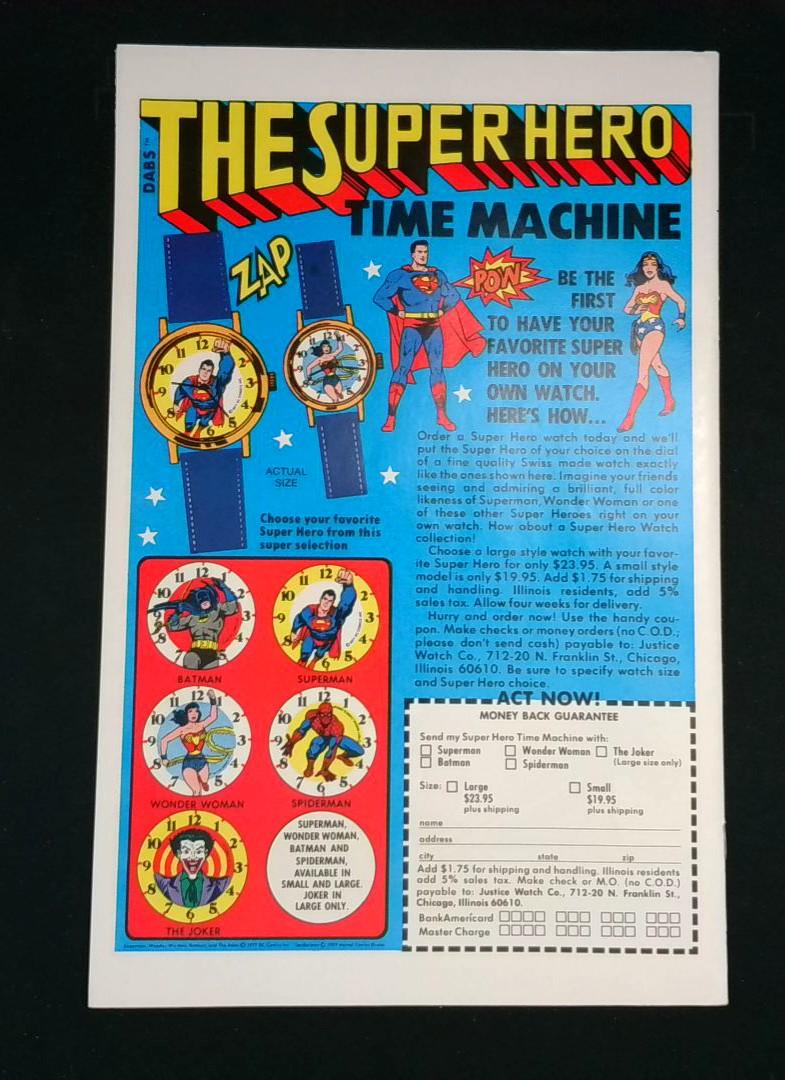 DABS™
THE SUPER HERO
TIME MACHINE
ZAP
POW
BE THE
FIRST
TO HAVE YOUR
FAVORITE SUPER
HERO ON YOUR
OWN WATCH.
HERE'S HOW...
ACTUAL
SIZE
Order a Super Hero watch today and we'll
put the Super Hero of your choice on the dial
of a fine quality Swiss made watch exactly
like the ones shown here. Imagine your friends
seeing and admiring a brilliant, full color
likeness of Superman, Wonder Woman or one
of these other Super Heroes right on your
own watch. How about a Super Hero Watch
collection!
Choose a large style watch with your favor-
ite Super Hero for only $23.95. A small style
model is only $19.95. Add $1.75 for shipping
and handling. Illinois residents, add 5%
sales tax. Allow four weeks for delivery.
Hurry and order now! Use the handy cou-
pon. Make checks or money orders (no C.O.D.;
please don't send cash) payable to: Justice
Watch Co., 712-20 N. Franklin St., Chicago,
Illinois 60610. Be sure to specify watch size
and Super Hero choice.
Choose your favorite
Super Hero from this
super selection
BATMAN
SUPERMAN
WONDER WOMAN
SPIDERMAN
THE JOKER
SUPERMAN,
WONDER WOMAN,
BATMAN AND
SPIDERMAN,
AVAILABLE IN
SMALL AND LARGE.
JOKER IN
LARGE ONLY.
ACT NOW!
MONEY BACK GUARANTEE
Send my Super Hero Time Machine with:
Superman Wonder Woman The Joker
Batman Spiderman (Large size only)
Size: Large Small
$23.95 $19.95
plus shipping plus shipping
name
address
city state zip
Add $1.75 for shipping and handling. Illinois residents
add 5% sales tax. Make check or M.O. (no C.O.D.)
payable to: Justice Watch Co., 712-20 N. Franklin St.,
Chicago, Illinois 60610.
BankAmericard
Master Charge
Superman, Wonder Woman, Batman, and The Joker © 1977 DC Comics Inc.